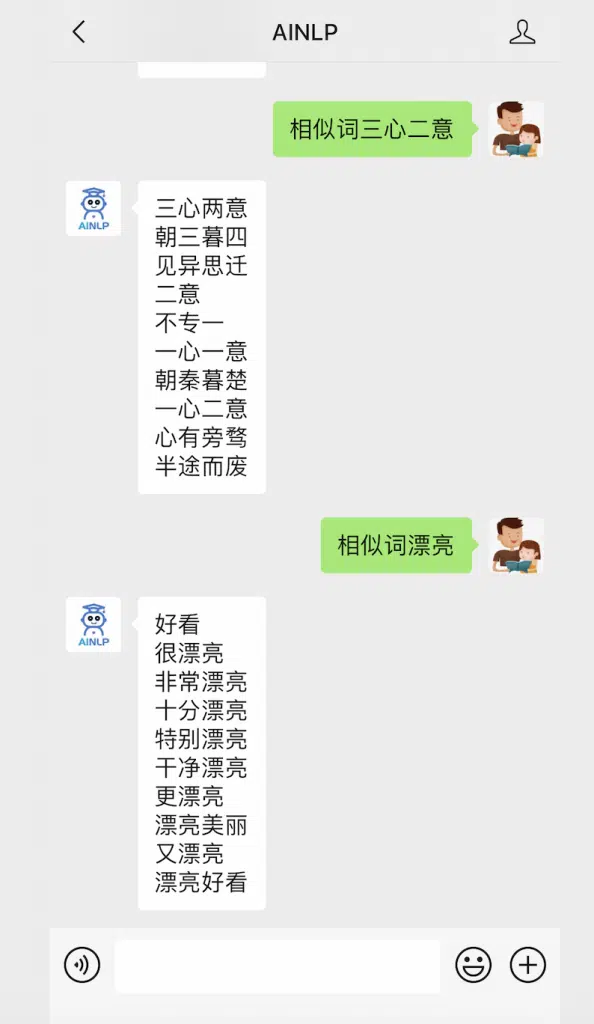 AINLP
相似词三心二意
AINLP
三心两意
朝三暮四
见异思迁
二意
不专一
一心一意
朝秦暮楚
一心二意
心有旁骛
半途而废
相似词漂亮
AINLP
好看
很漂亮
非常漂亮
十分漂亮
特别漂亮
干净漂亮
更漂亮
漂亮美丽
又漂亮
漂亮好看